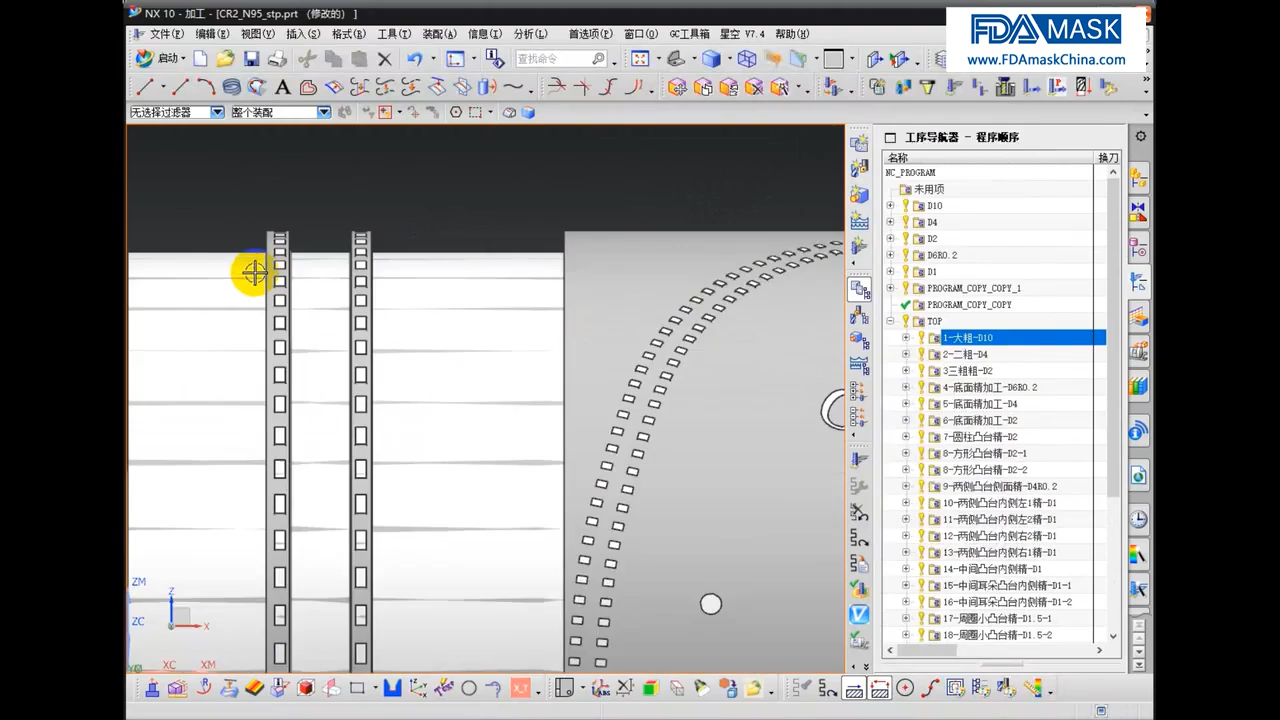 NX 10 - 加工 - [CR2_N95_stp.prt （修改的） ]
FDA MASK
www.FDAmaskChina.com
文件(F) 编辑(E) 视图(V) 插入(S) 格式(R) 工具(T) 装配(A) 信息(I) 分析(L) 首选项(P) 窗口(O) GC工具箱 星空 V7.4 帮助(H)
启动 查找命令
无选择过滤器 整个装配
工序导航器 - 程序顺序
名称 换刀
NC_PROGRAM
未用项
D10
D4
D2
D6R0.2
D1
PROGRAM_COPY_COPY_1
PROGRAM_COPY_COPY
TOP
1-大粗-D10
2-二粗-D4
3三粗粗-D2
4-底面精加工-D6R0.2
5-底面精加工-D4
6-底面精加工-D2
7-圆柱凸台精-D2
8-方形凸台精-D2-1
8-方形凸台精-D2-2
9-两侧凸台侧面精-D4R0.2
10-两侧凸台内侧左1精-D1
11-两侧凸台内侧左2精-D1
12-两侧凸台内侧右2精-D1
13-两侧凸台内侧右1精-D1
14-中间凸台内侧精-D1
15-中间耳朵凸台内侧精-D1-1
16-中间耳朵凸台内侧精-D1-2
17-周圈小凸台精-D1.5-1
18-周圈小凸台精-D1.5-2
ZM
ZC
Z
X
XC XM